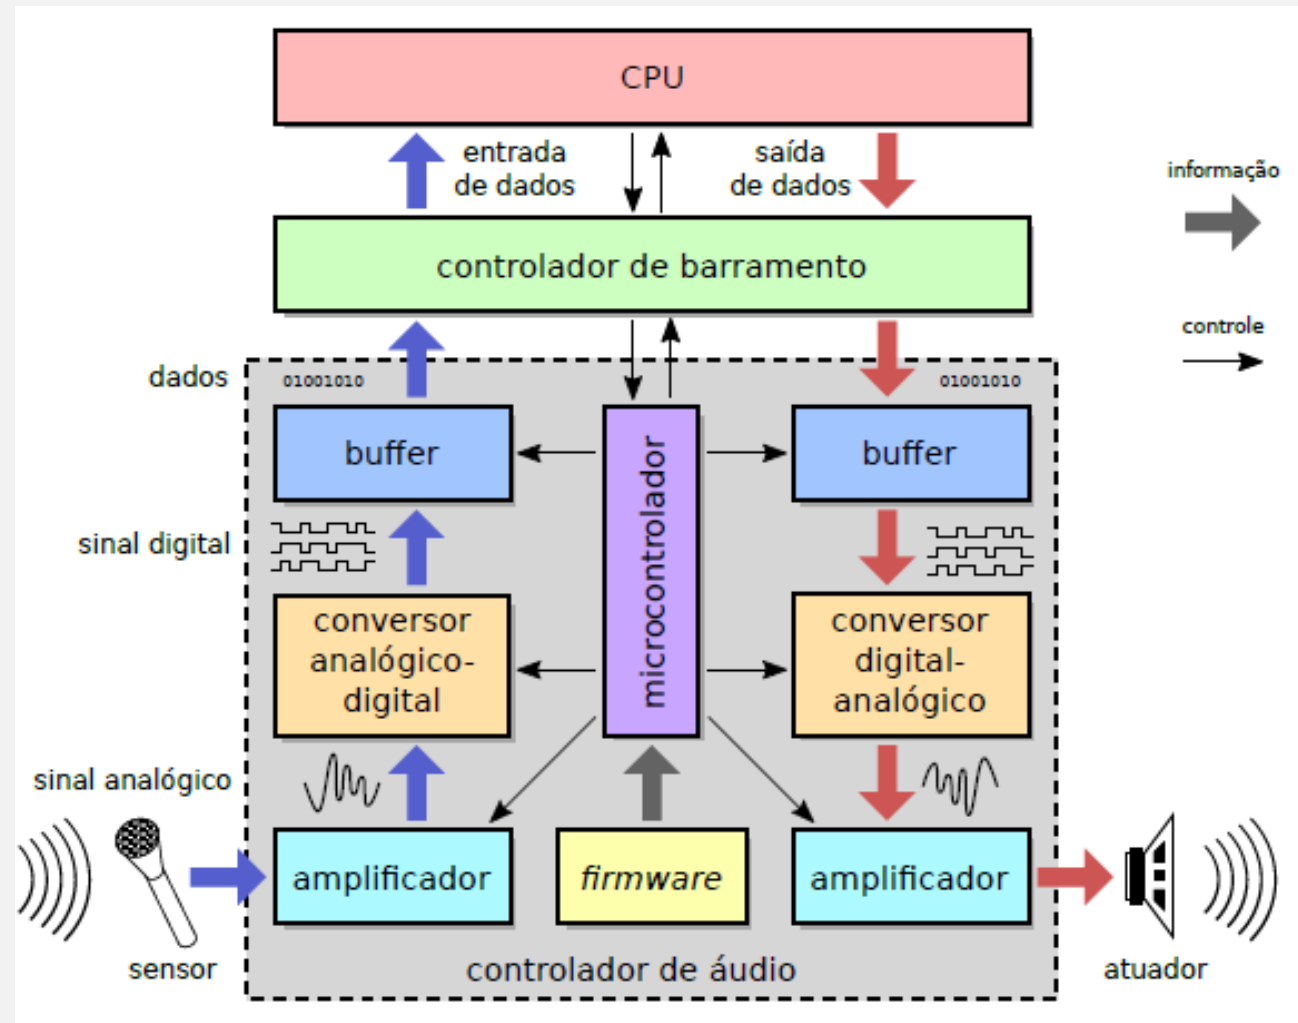 CPU
entrada
de dados
saída
de dados
informação
controlador de barramento
controle
dados
01001010
01001010
buffer
microcontrolador
buffer
sinal digital
conversor
analógico-
digital
conversor
digital-
analógico
sinal analógico
amplificador
firmware
amplificador
sensor
controlador de áudio
atuador